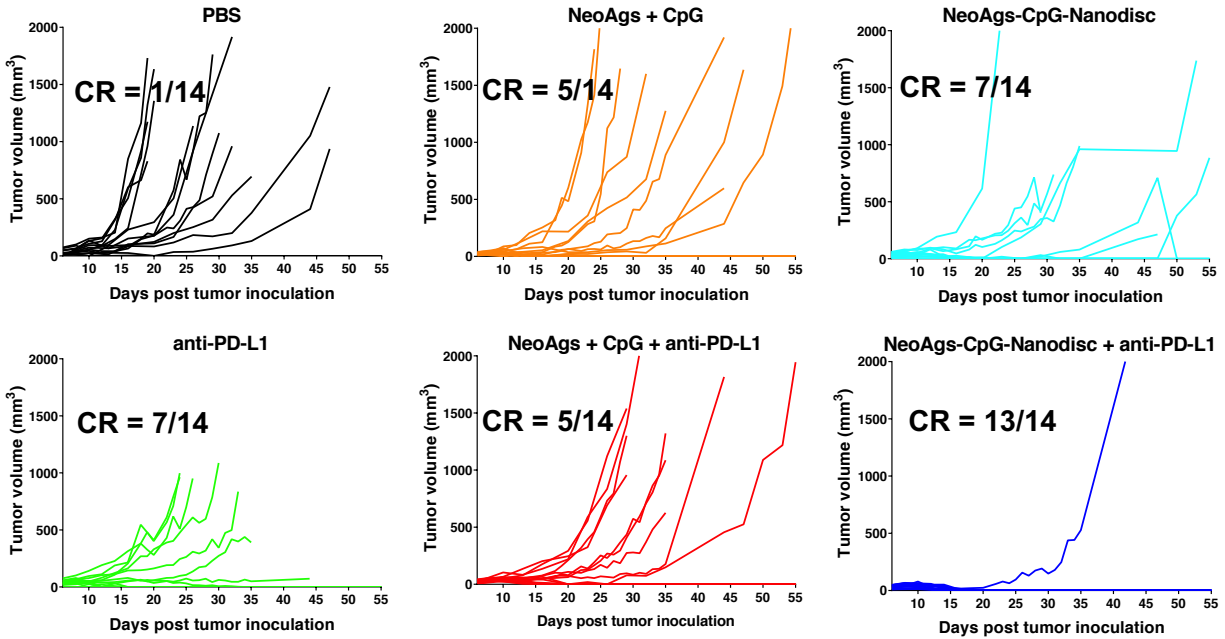 PBS
2000
1500
1000
500
0
Tumor volume (mm³)
CR = 1/14
10 15 20 25 30 35 40 45 50 55
Days post tumor inoculation
NeoAgs + CpG
2000
1500
1000
500
0
Tumor volume (mm³)
CR = 5/14
10 15 20 25 30 35 40 45 50 55
Days post tumor inoculation
NeoAgs-CpG-Nanodisc
2000
1500
1000
500
0
Tumor volume (mm³)
CR = 7/14
10 15 20 25 30 35 40 45 50 55
Days post tumor inoculation
anti-PD-L1
2000
1500
1000
500
0
Tumor volume (mm³)
CR = 7/14
10 15 20 25 30 35 40 45 50 55
Days post tumor inoculation
NeoAgs + CpG + anti-PD-L1
2000
1500
1000
500
0
Tumor volume (mm³)
CR = 5/14
10 15 20 25 30 35 40 45 50 55
Days post tumor inoculation
NeoAgs-CpG-Nanodisc + anti-PD-L1
2000
1500
1000
500
0
Tumor volume (mm³)
CR = 13/14
10 15 20 25 30 35 40 45 50 55
Days post tumor inoculation